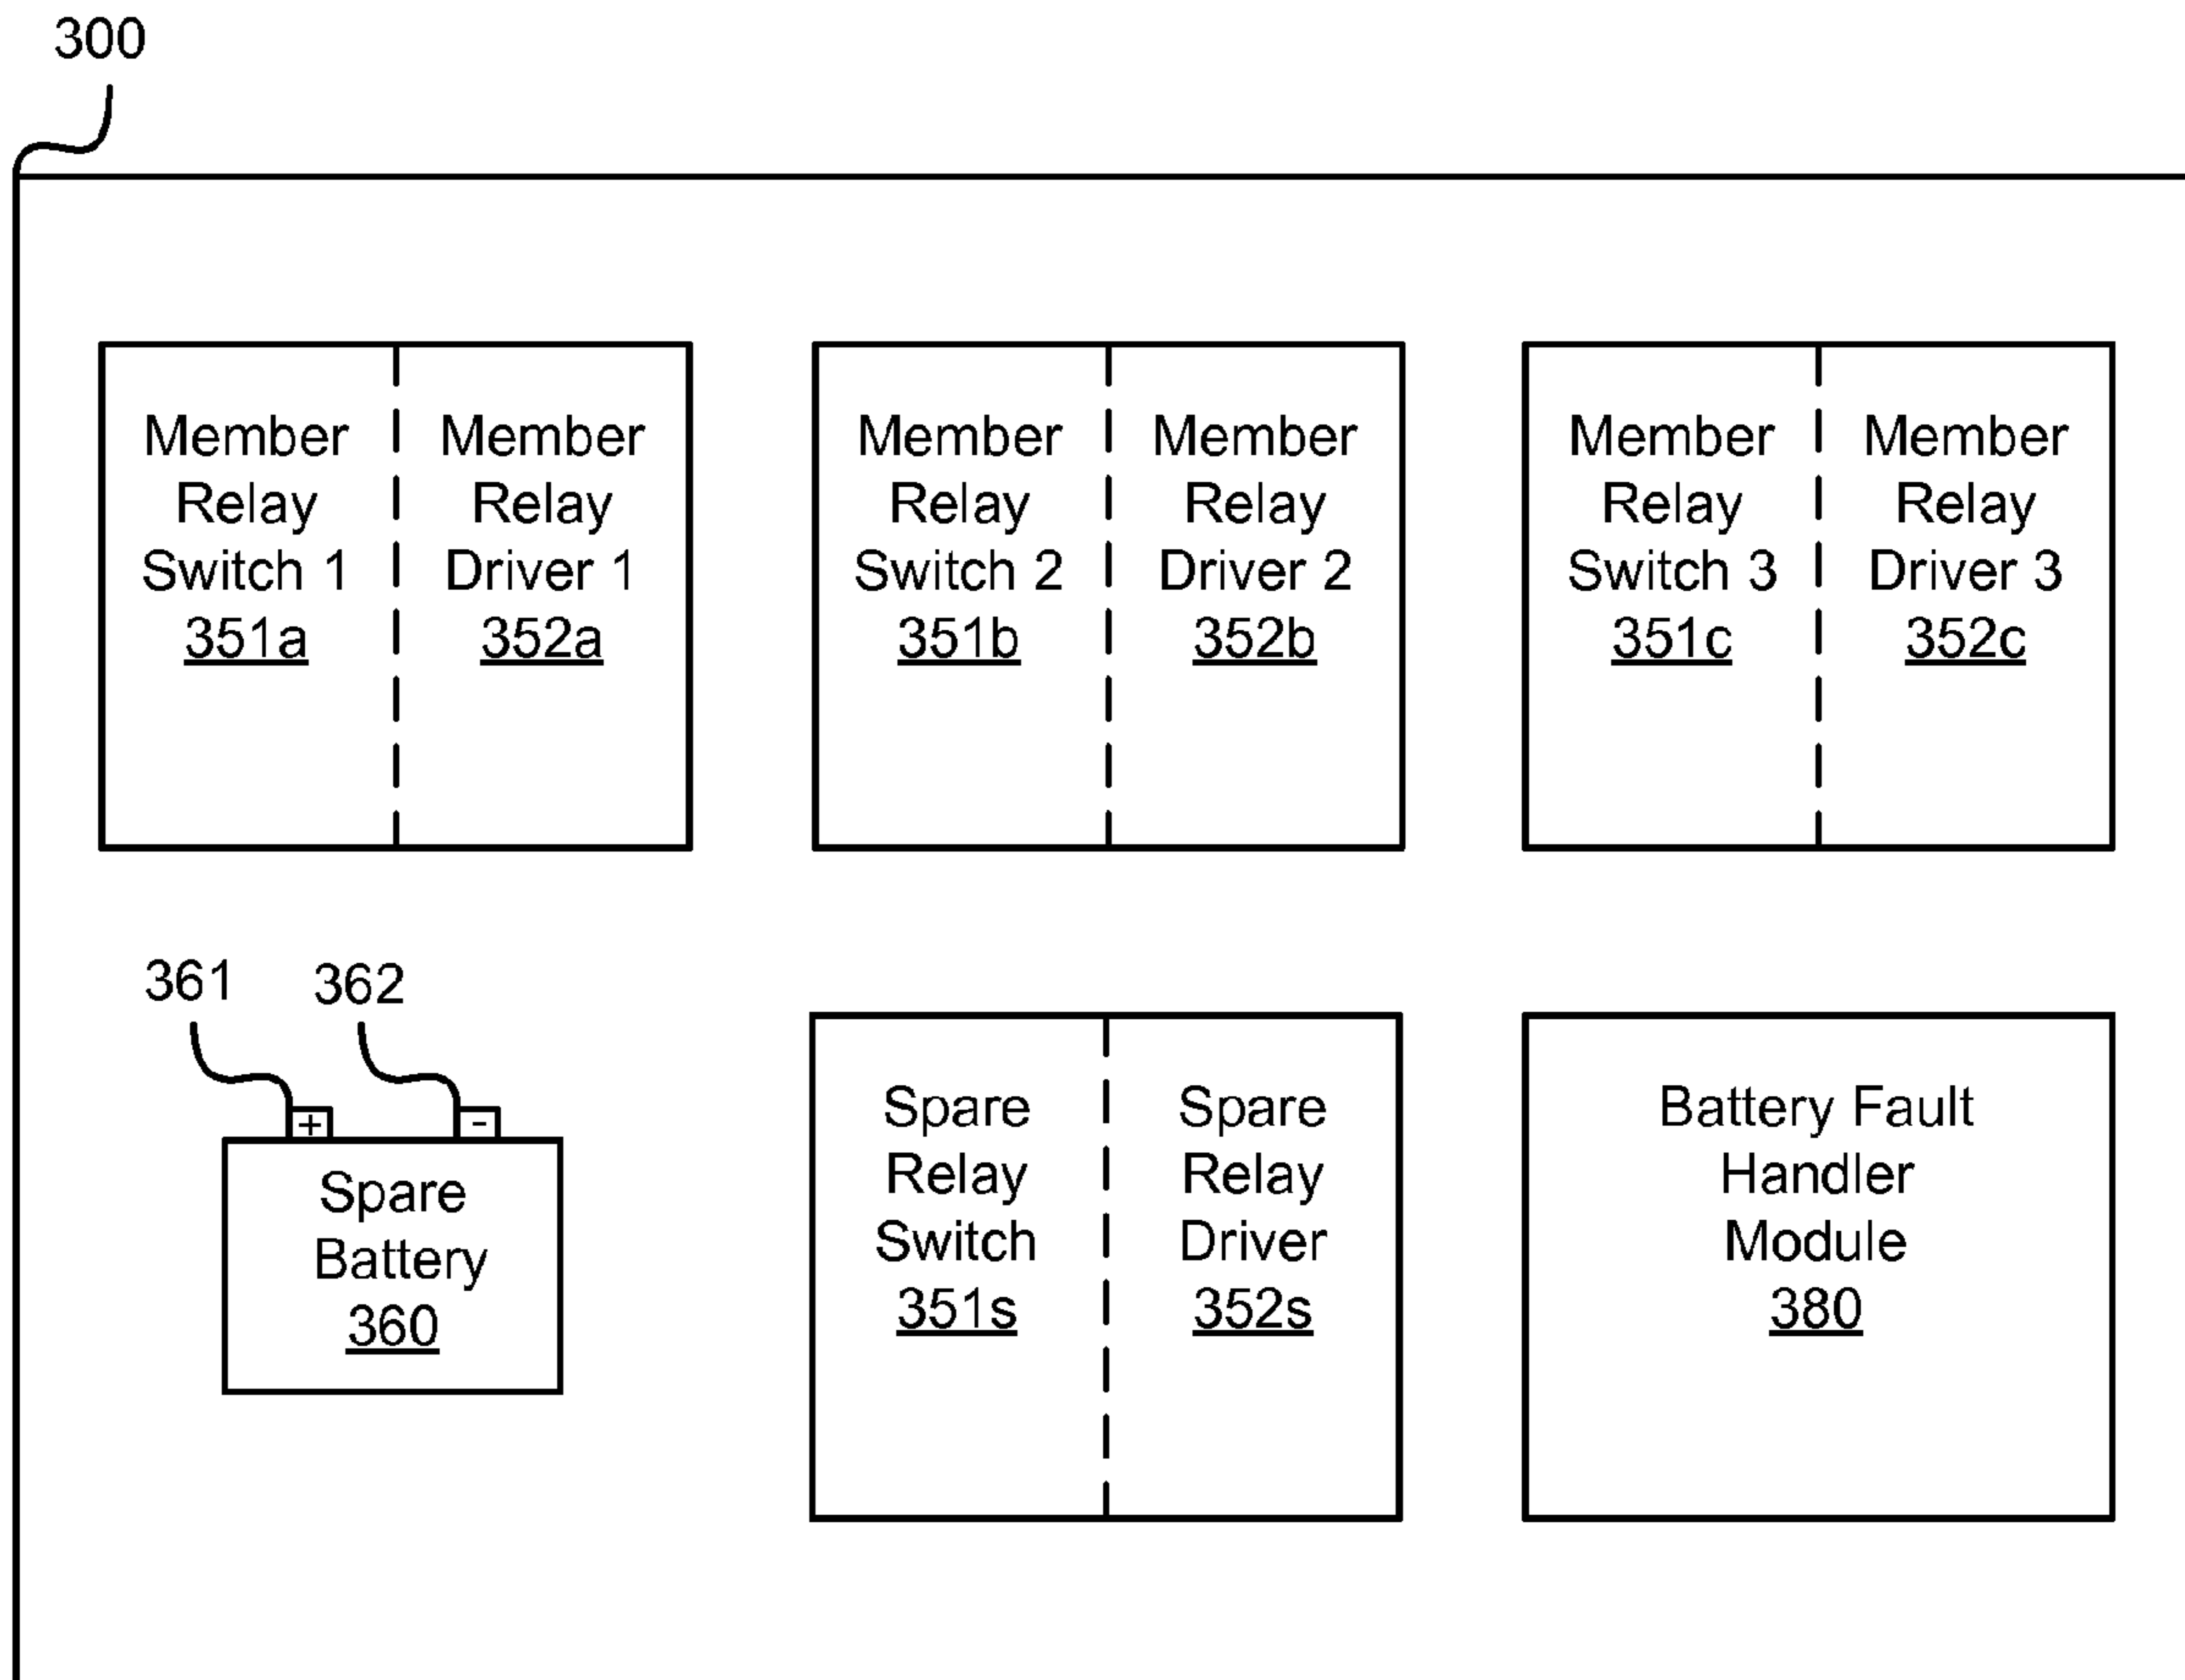 300
Member
Relay
Switch 1
351a
Member
Relay
Driver 1
352a
Member
Relay
Switch 2
351b
Member
Relay
Driver 2
352b
Member
Relay
Switch 3
351c
Member
Relay
Driver 3
352c
361
362
+
-
Spare
Battery
360
Spare
Relay
Switch
351s
Spare
Relay
Driver
352s
Battery Fault
Handler
Module
380